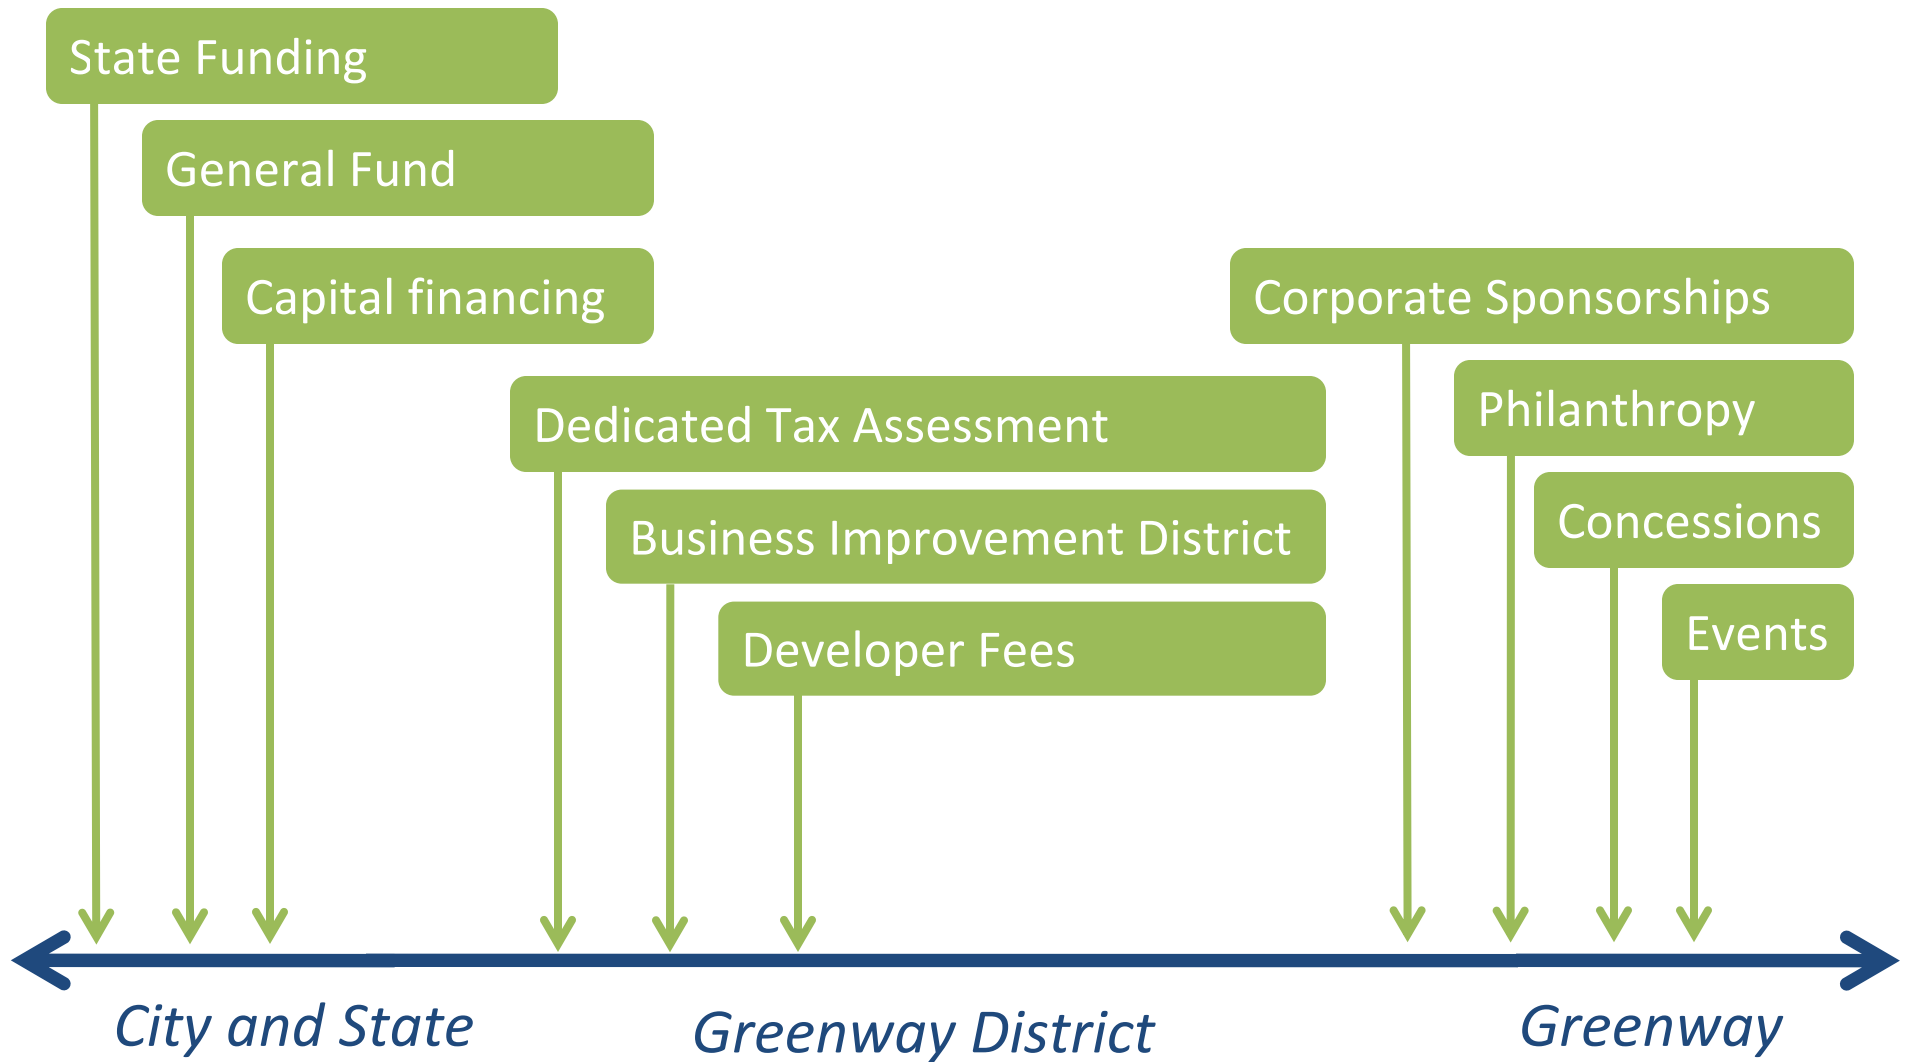 State Funding
General Fund
Capital financing
Corporate Sponsorships
Dedicated Tax Assessment
Philanthropy
Business Improvement District
Concessions
Developer Fees
Events
City and State
Greenway District
Greenway